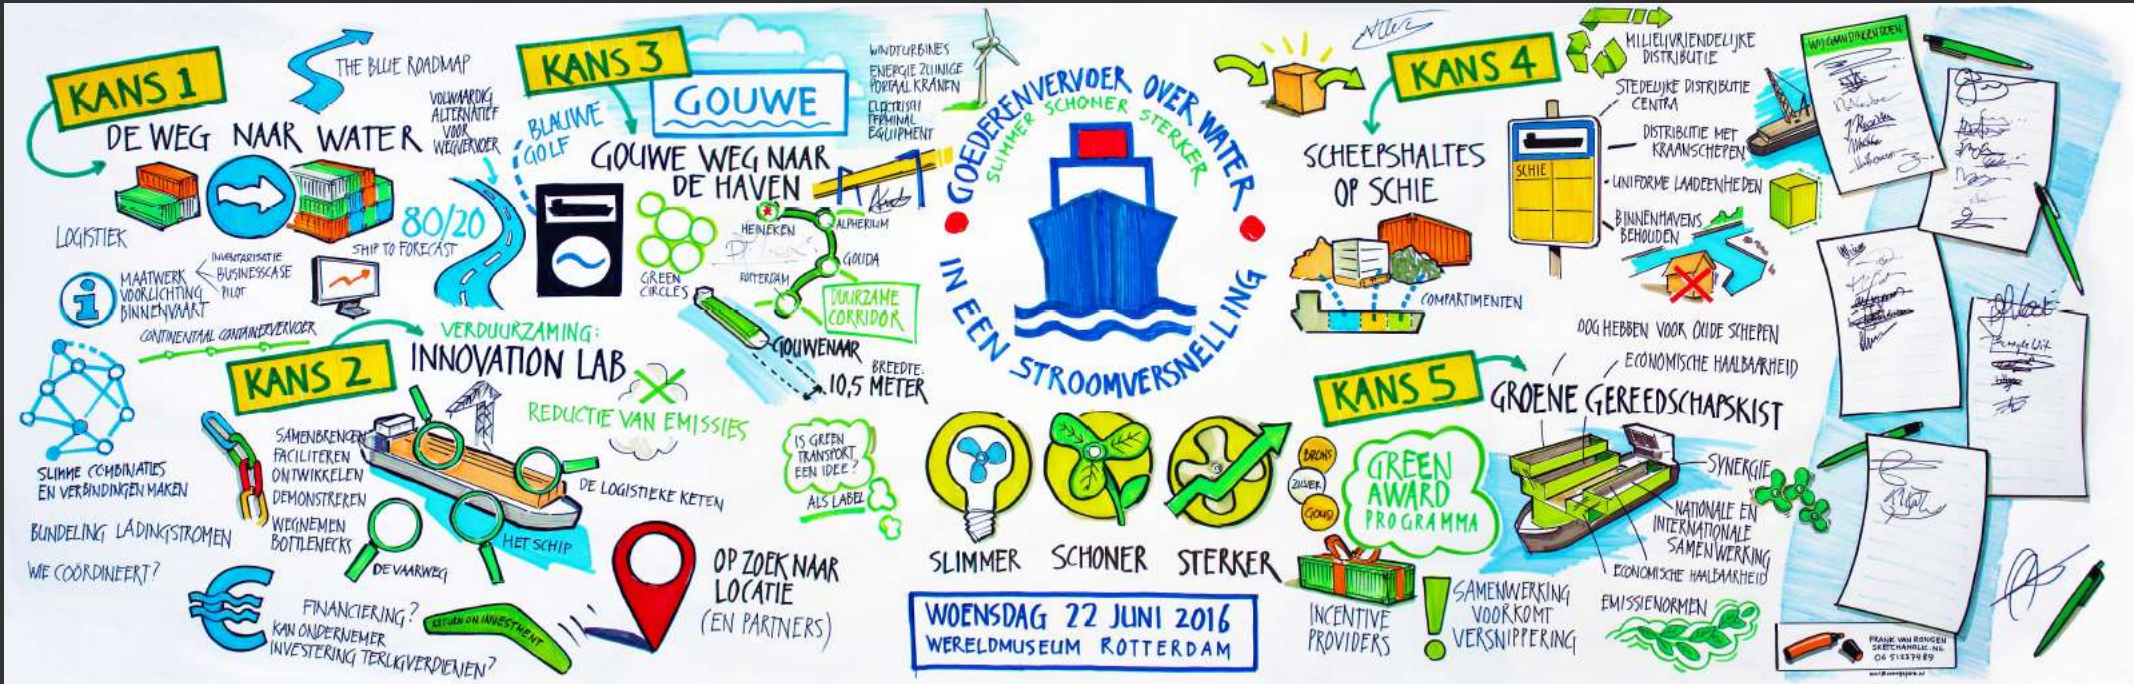 KANS 1
DE WEG NAAR WATER
THE BLUE ROADMAP
VOLWAARDIG
ALTERNATIEF
VOOR
WEGVERVOER
LOGISTIEK
80/20
SHIP TO FORECAST
MAATWERK
VOORLICHTING
BINNENVAART
INVENTARISATIE
BUSINESSCASE
PILOT
CONTINENTAAL CONTAINERVERVOER
SLIMME COMBINATIES
EN VERBINDINGEN MAKEN
BUNDELING LADINGSTROMEN
WIE COÖRDINEERT?
KANS 2
VERDUURZAMING:
INNOVATION LAB
REDUCTIE VAN EMISSIES
SAMENBRENGEN
FACILITEREN
ONTWIKKELEN
DEMONSTREREN
WEGNEMEN
BOTTLENECKS
DE LOGISTIEKE KETEN
HET SCHIP
DE VAARWEG
FINANCIERING?
KAN ONDERNEMER
INVESTERING TERUGVERDIENEN?
RETURN ON INVESTMENT
OP ZOEK NAAR
LOCATIE
(EN PARTNERS)
KANS 3
GOUWE
BLAUWE
GOLF
GOUWE WEG NAAR
DE HAVEN
WINDTURBINES
ENERGIE ZUINIGE
PORTAAL KRANEN
ELECTRISCH
TERMINAL
EQUIPMENT
GREEN
CIRCLES
HEINEKEN
ALPHERIUM
GOUDA
ROTTERDAM
DUURZAME
CORRIDOR
GOUWENAAR
BREEDTE:
10,5 METER
IS GREEN
TRANSPORT
EEN IDEE?
ALS LABEL
GOEDERENVERVOER OVER WATER
SLIMMER SCHONER STERKER
IN EEN STROOMVERSNELLING
SLIMMER
SCHONER
STERKER
WOENSDAG 22 JUNI 2016
WERELDMUSEUM ROTTERDAM
KANS 4
SCHEEPSHALTES
OP SCHIE
MILIEUVRIENDELIJKE
DISTRIBUTIE
STEDELIJKE DISTRIBUTIE
CENTRA
DISTRIBUTIE MET
KRAANSCHEPEN
UNIFORME LAADEENHEDEN
BINNENHAVENS
BEHOUDEN
SCHIE
COMPARTIMENTEN
KANS 5
GROENE GEREEDSCHAPSKIST
OOG HEBBEN VOOR OUDE SCHEPEN
ECONOMISCHE HAALBAARHEID
BRONS
ZILVER
GOUD
GREEN
AWARD
PROGRAMMA
SYNERGIE
NATIONALE EN
INTERNATIONALE
SAMENWERKING
ECONOMISCHE HAALBAARHEID
INCENTIVE
PROVIDERS
SAMENWERKING
VOORKOMT
VERSNIPPERING
EMISSIENORMEN
WIJ GAAN DIT DOEN
FRANK VAN RONGEN
SKETCHAHOLIC.NL